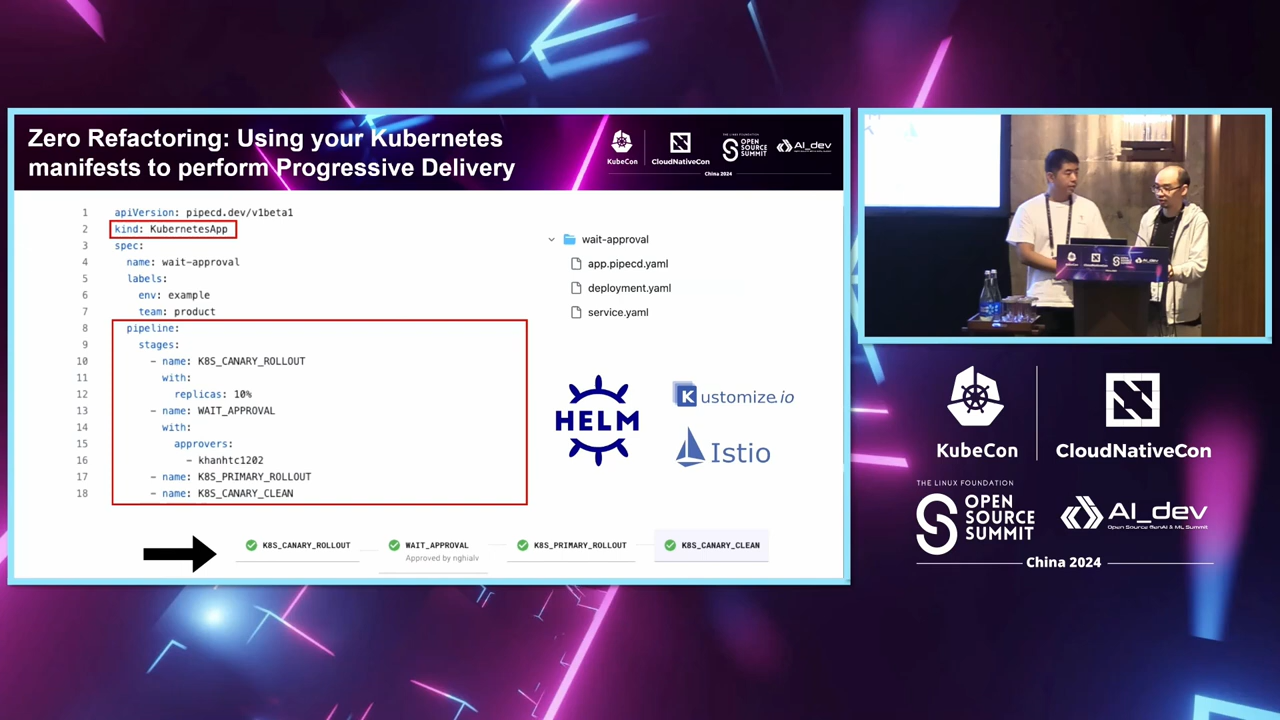 Zero Refactoring: Using your Kubernetes
manifests to perform Progressive Delivery
KubeCon
CloudNativeCon
THE LINUX FOUNDATION
OPEN
SOURCE
SUMMIT
AI_dev
China 2024
1 apiVersion: pipecd.dev/v1beta1
2 kind: KubernetesApp
3 spec:
4 name: wait-approval
5 labels:
6 env: example
7 team: product
8 pipeline:
9 stages:
10 - name: K8S_CANARY_ROLLOUT
11 with:
12 replicas: 10%
13 - name: WAIT_APPROVAL
14 with:
15 approvers:
16 - khanhtc1202
17 - name: K8S_PRIMARY_ROLLOUT
18 - name: K8S_CANARY_CLEAN
wait-approval
app.pipecd.yaml
deployment.yaml
service.yaml
HELM
Kustomize.io
Istio
K8S_CANARY_ROLLOUT
WAIT_APPROVAL
Approved by nghialv
K8S_PRIMARY_ROLLOUT
K8S_CANARY_CLEAN
KubeCon
CloudNativeCon
THE LINUX FOUNDATION
OPEN
SOURCE
SUMMIT
AI_dev
Open Source GenAI & ML Summit
China 2024